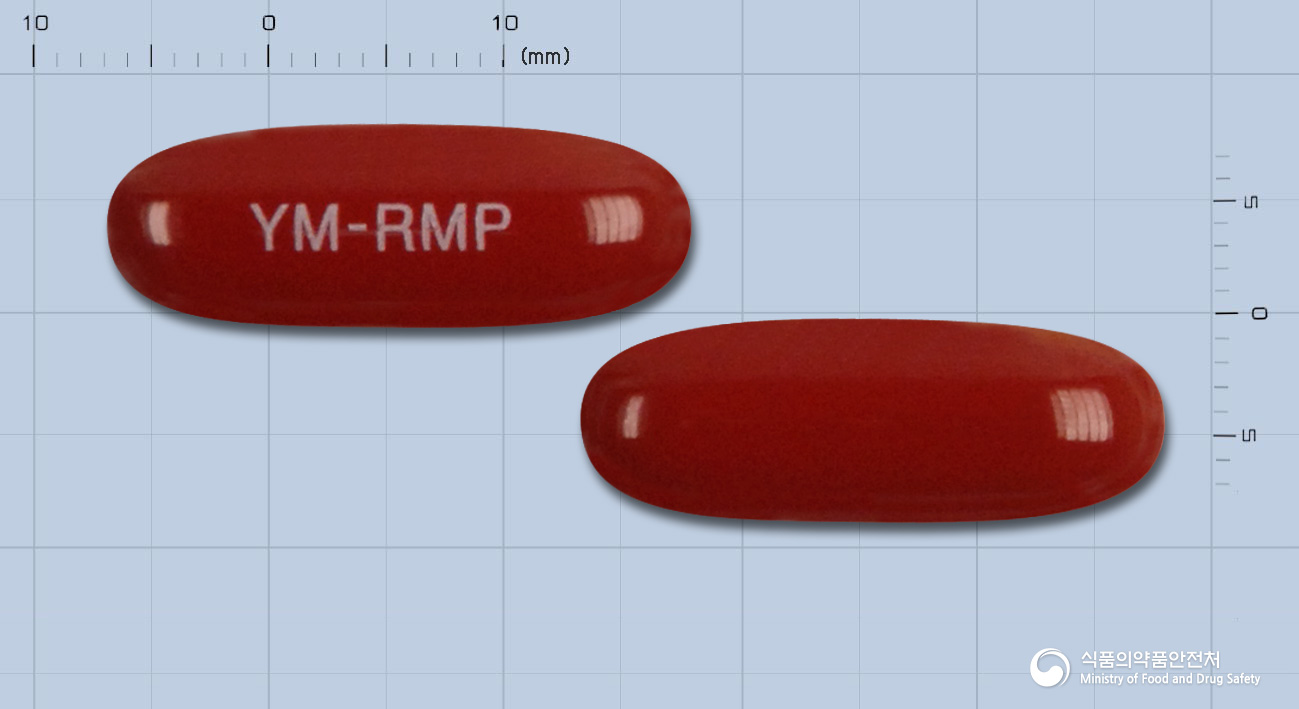 10 0 10
(mm)
YM-RMP
5
0
5
식품의약품안전처
Ministry of Food and Drug Safety